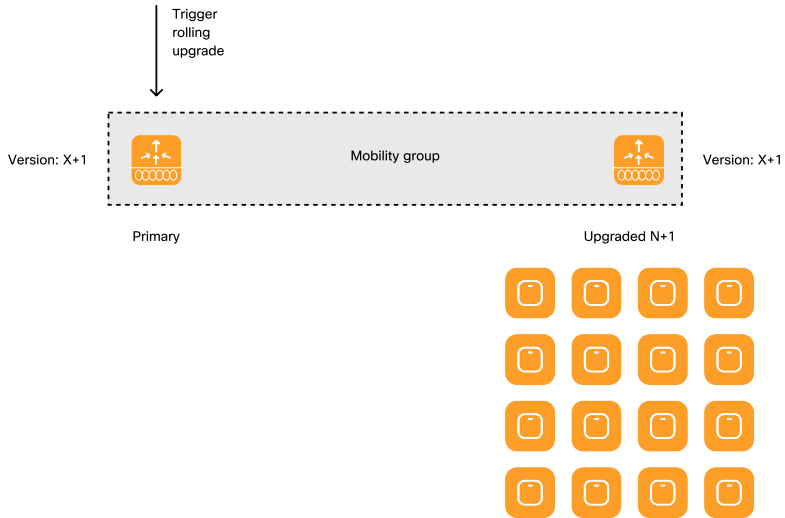 Trigger
rolling
upgrade
Version: X+1
Mobility group
Version: X+1
Primary
Upgraded N+1